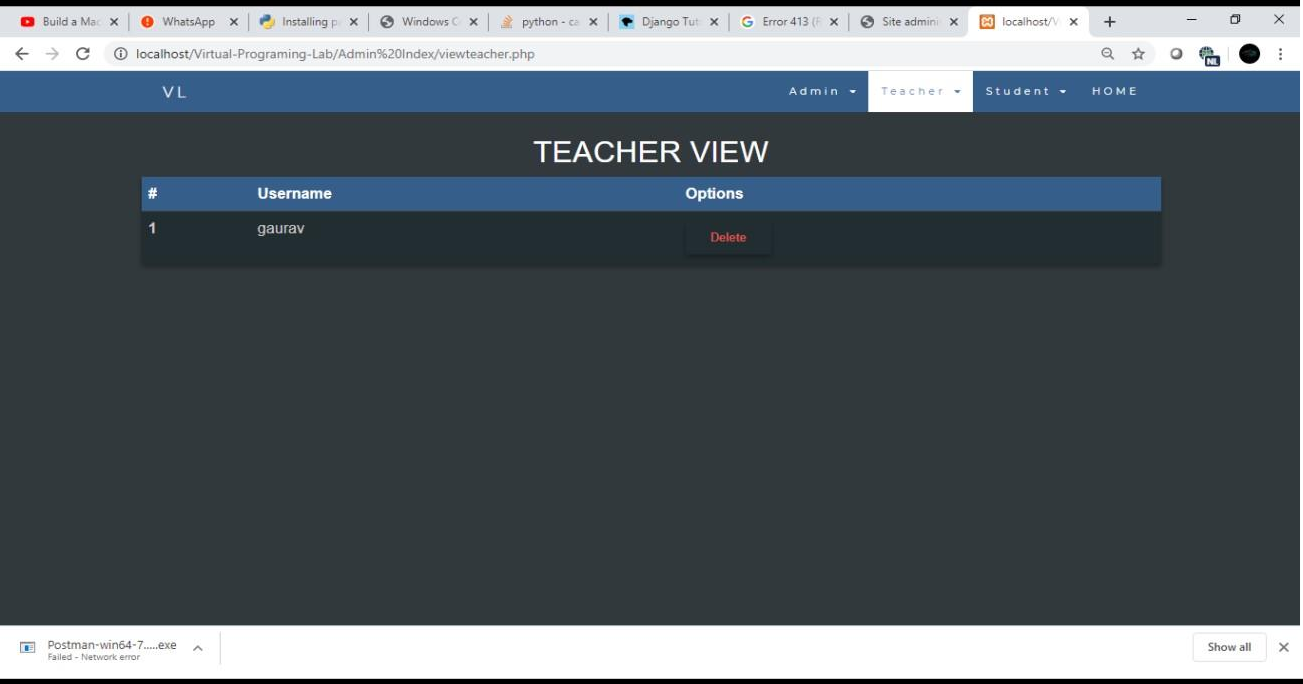 Build a Mac WhatsApp Installing p Windows C python - ca Django Tut Error 413 ( Site admini localhost/V
localhost/Virtual-Programing-Lab/Admin%20Index/viewteacher.php
NL
VL Admin Teacher Student HOME
TEACHER VIEW
# Username Options
1 gaurav Delete
Postman-win64-7.....exe Show all
Failed - Network error